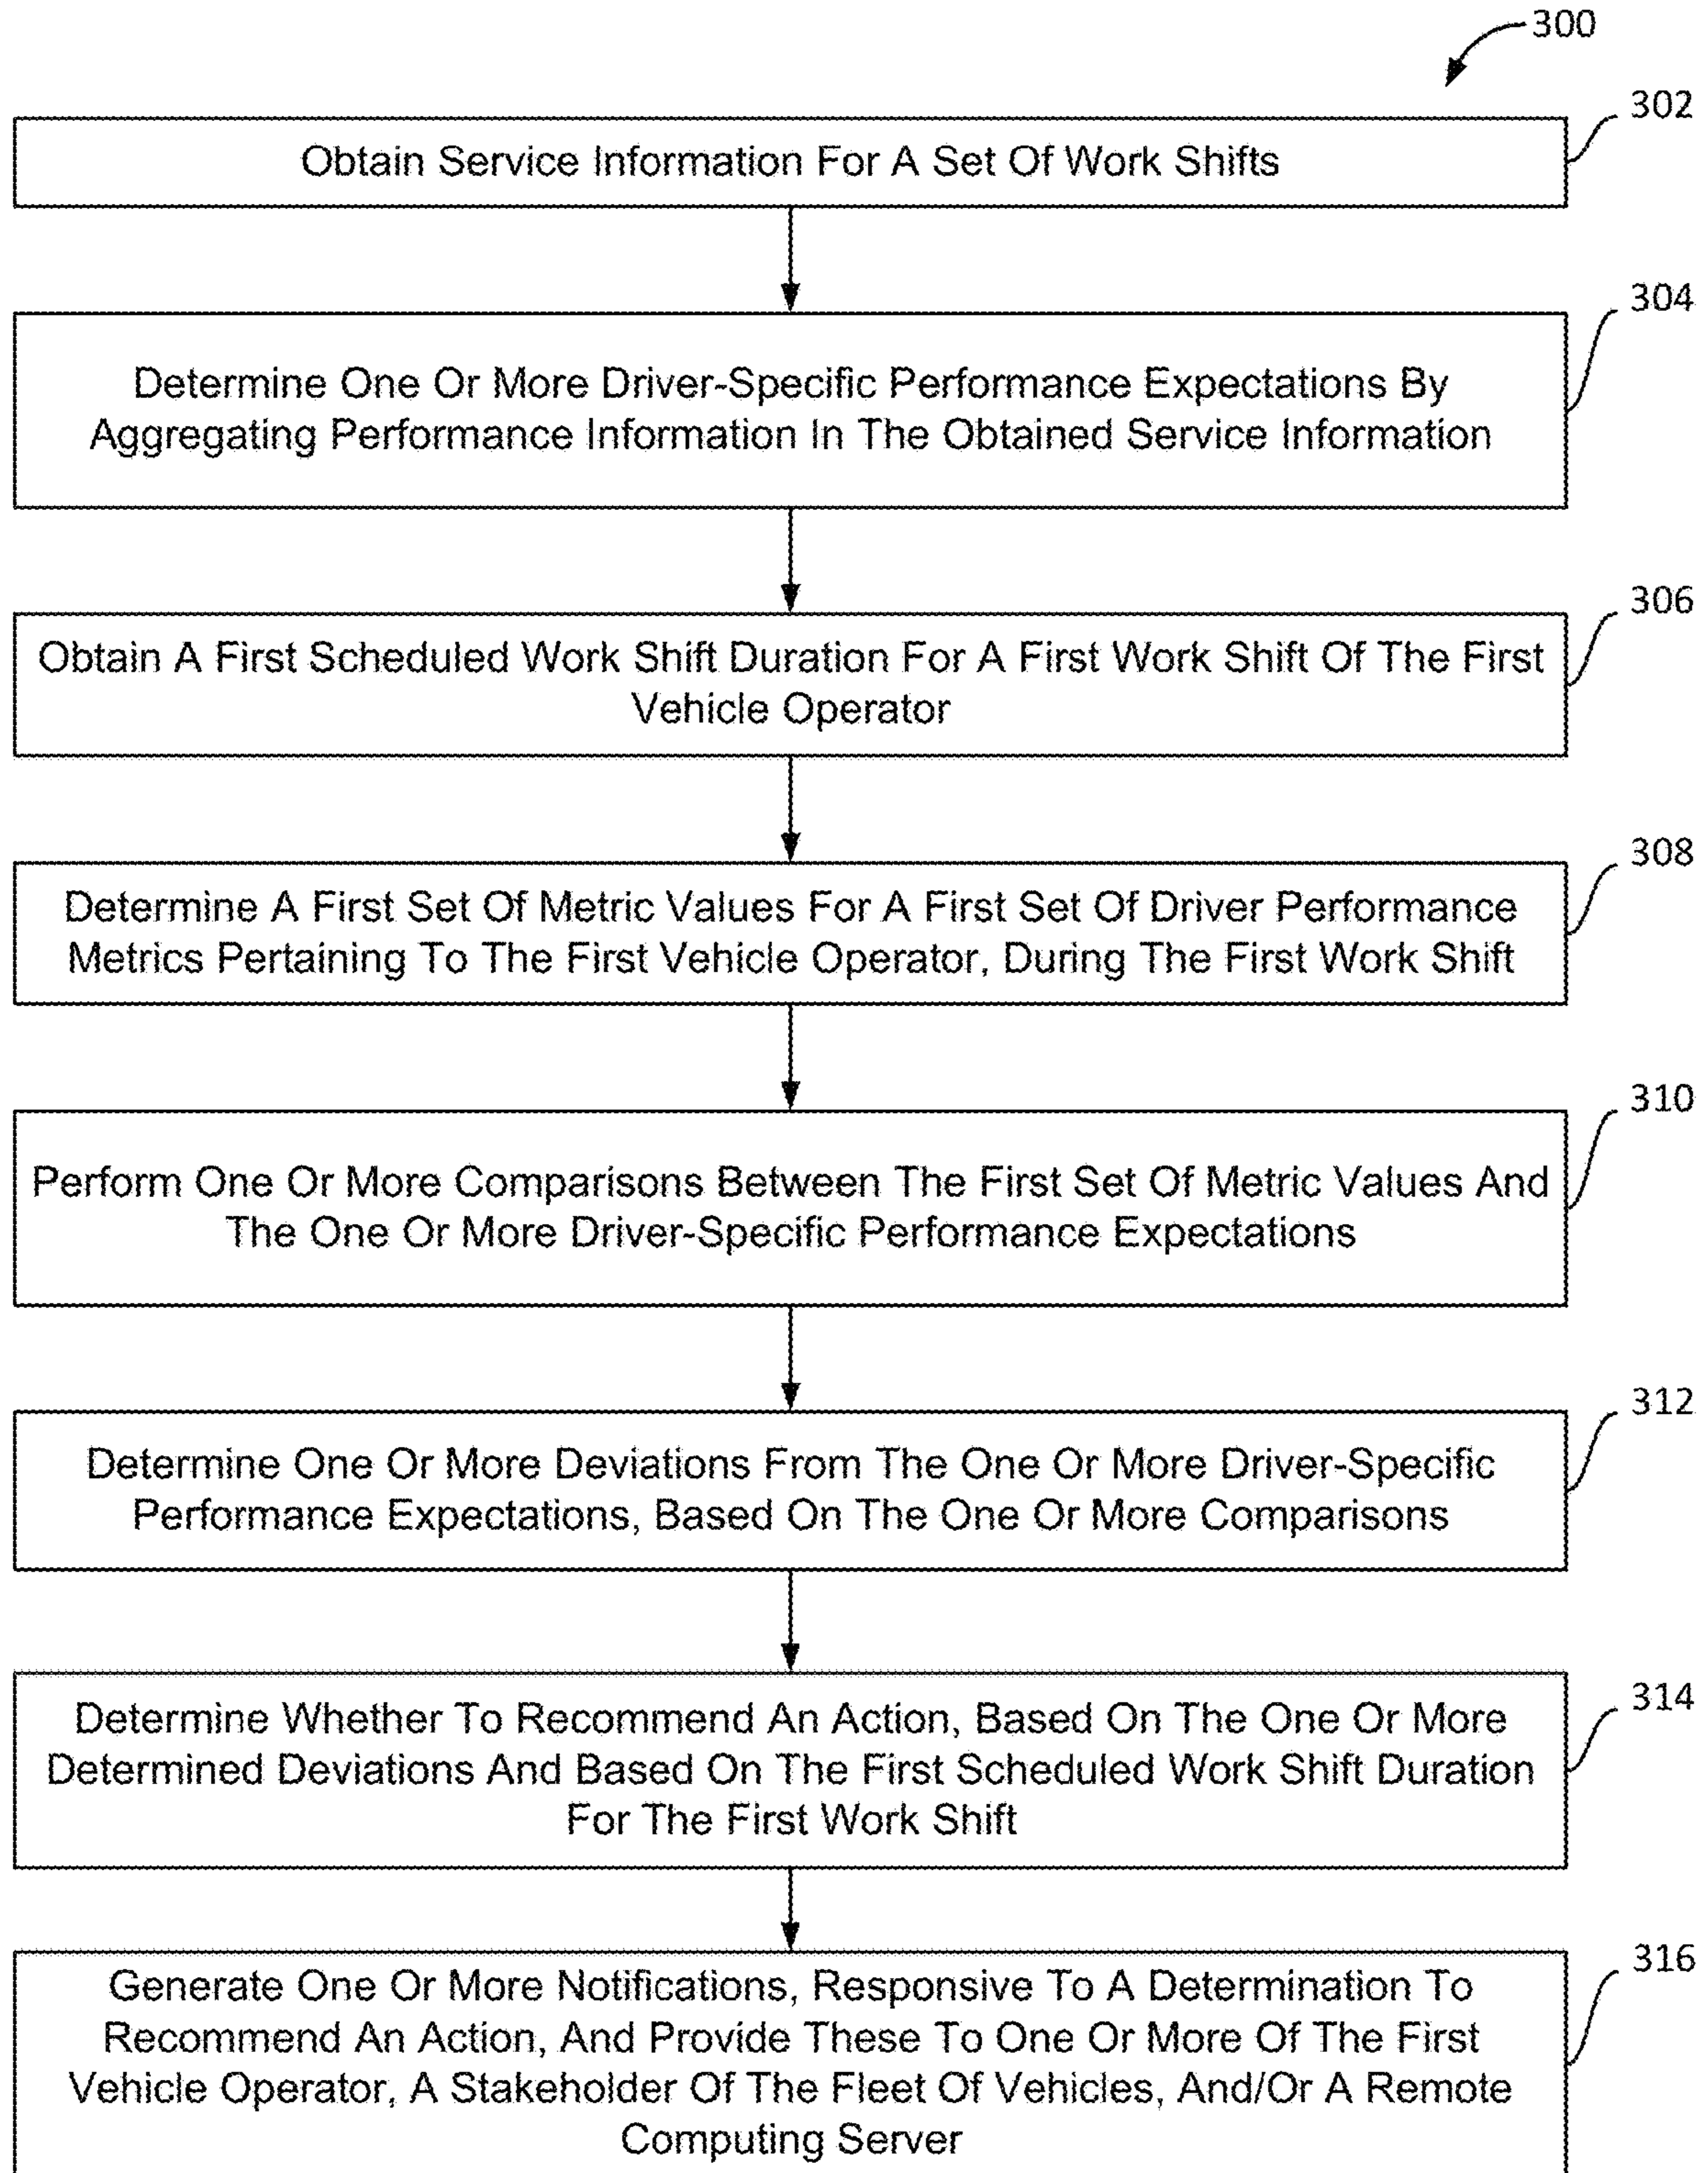 300
302
Obtain Service Information For A Set Of Work Shifts
304
Determine One Or More Driver-Specific Performance Expectations By
Aggregating Performance Information In The Obtained Service Information
306
Obtain A First Scheduled Work Shift Duration For A First Work Shift Of The First
Vehicle Operator
308
Determine A First Set Of Metric Values For A First Set Of Driver Performance
Metrics Pertaining To The First Vehicle Operator, During The First Work Shift
310
Perform One Or More Comparisons Between The First Set Of Metric Values And
The One Or More Driver-Specific Performance Expectations
312
Determine One Or More Deviations From The One Or More Driver-Specific
Performance Expectations, Based On The One Or More Comparisons
314
Determine Whether To Recommend An Action, Based On The One Or More
Determined Deviations And Based On The First Scheduled Work Shift Duration
For The First Work Shift
316
Generate One Or More Notifications, Responsive To A Determination To
Recommend An Action, And Provide These To One Or More Of The First
Vehicle Operator, A Stakeholder Of The Fleet Of Vehicles, And/Or A Remote
Computing Server